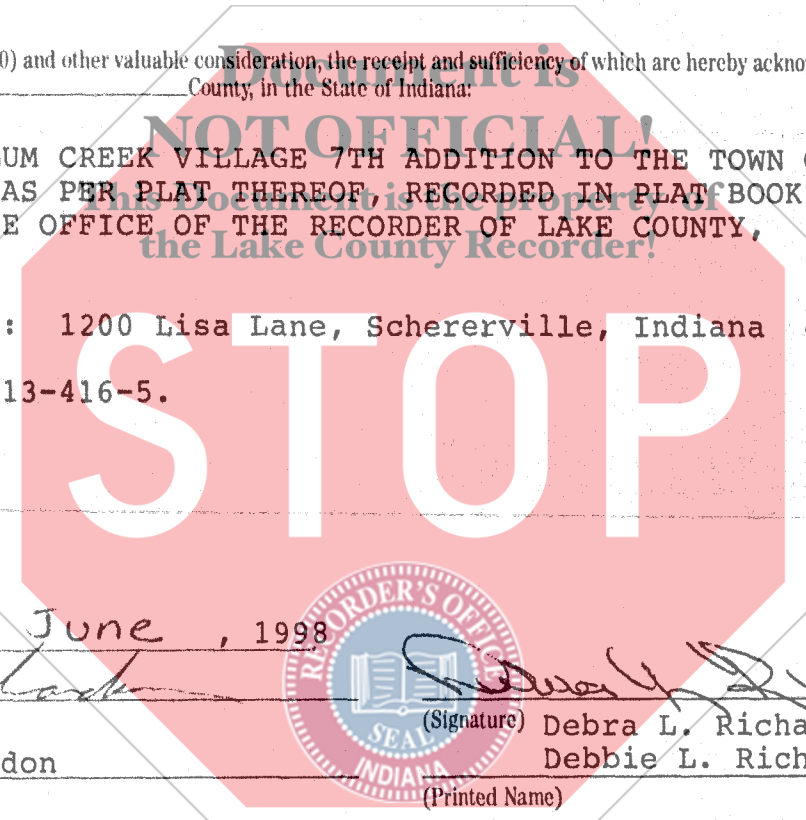 0) and other valuable consideration, the receipt and sufficiency of which are hereby acknow
County, in the State of Indiana:
Document is
NOT OFFICIAL!
This Document is the property of
the Lake County Recorder!
LUM CREEK VILLAGE 7TH ADDITION TO THE TOWN
AS PER PLAT THEREOF, RECORDED IN PLAT BOOK
E OFFICE OF THE RECORDER OF LAKE COUNTY,
: 1200 Lisa Lane, Schererville, Indiana
13-416-5.
STOP
June , 1998
RECORDER'S OFFICE
SEAL
INDIANA
(Signature) Debra L. Richa
don Debbie L. Rich
(Printed Name)